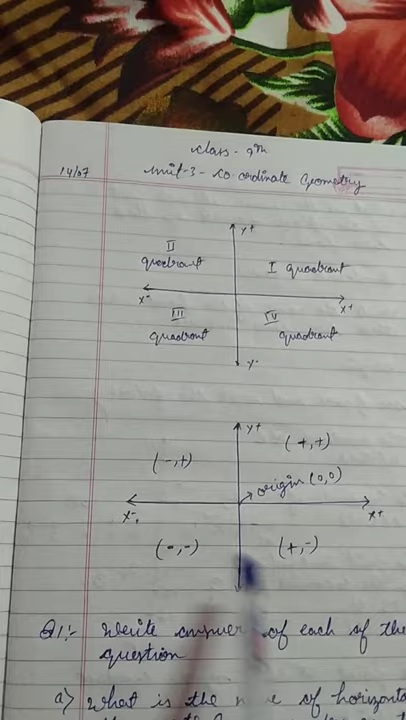 class - 9th
14/07
Unit-3 - Co ordinate Geometry
y+
II
quadrant
I quadrant
x-
x+
III
quadrant
IV
quadrant
y-
y+
(-,+)
(+,+)
origin (0,0)
x-
x+
(-,-)
(+,-)
Q1:- Write answer of each of the
question
a) What is the of horizonta